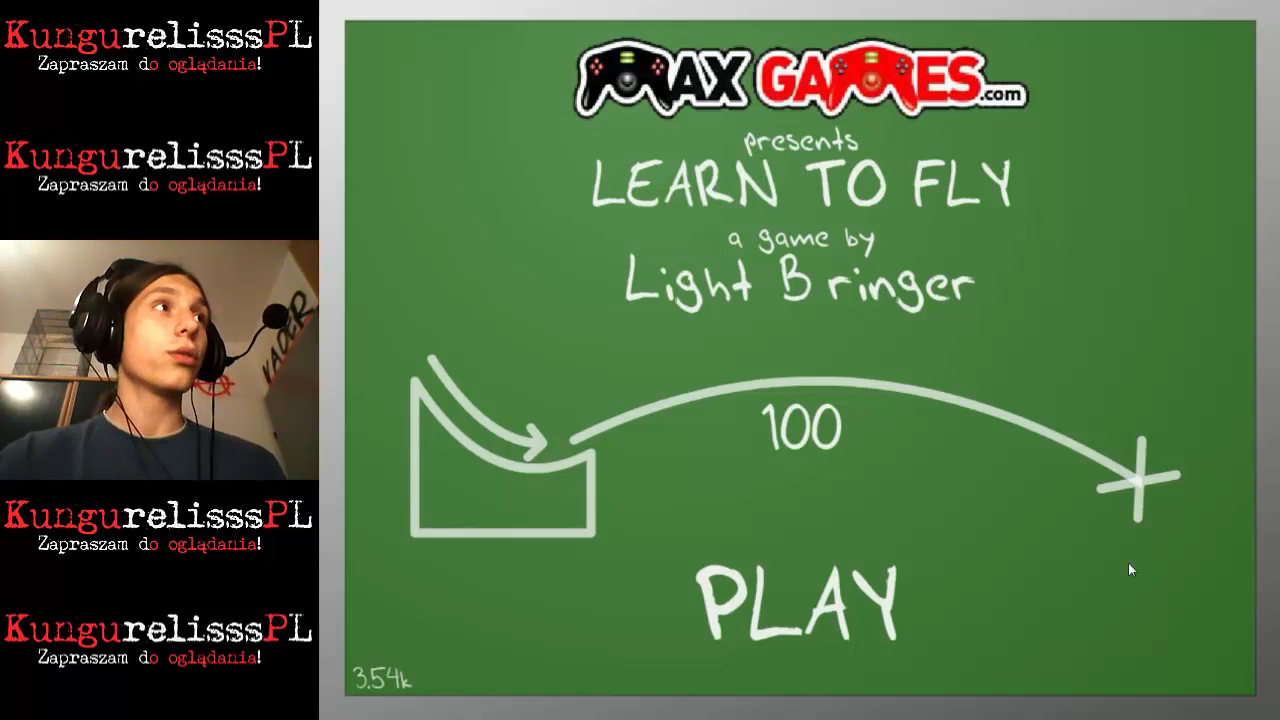 KungurelisssPL
Zapraszam do oglądania!
KungurelisssPL
Zapraszam do oglądania!
KADER
KungurelisssPL
Zapraszam do oglądania!
KungurelisssPL
Zapraszam do oglądania!
MAX GAMES.com
presents
LEARN TO FLY
a game by
Light Bringer
100
PLAY
3.54k